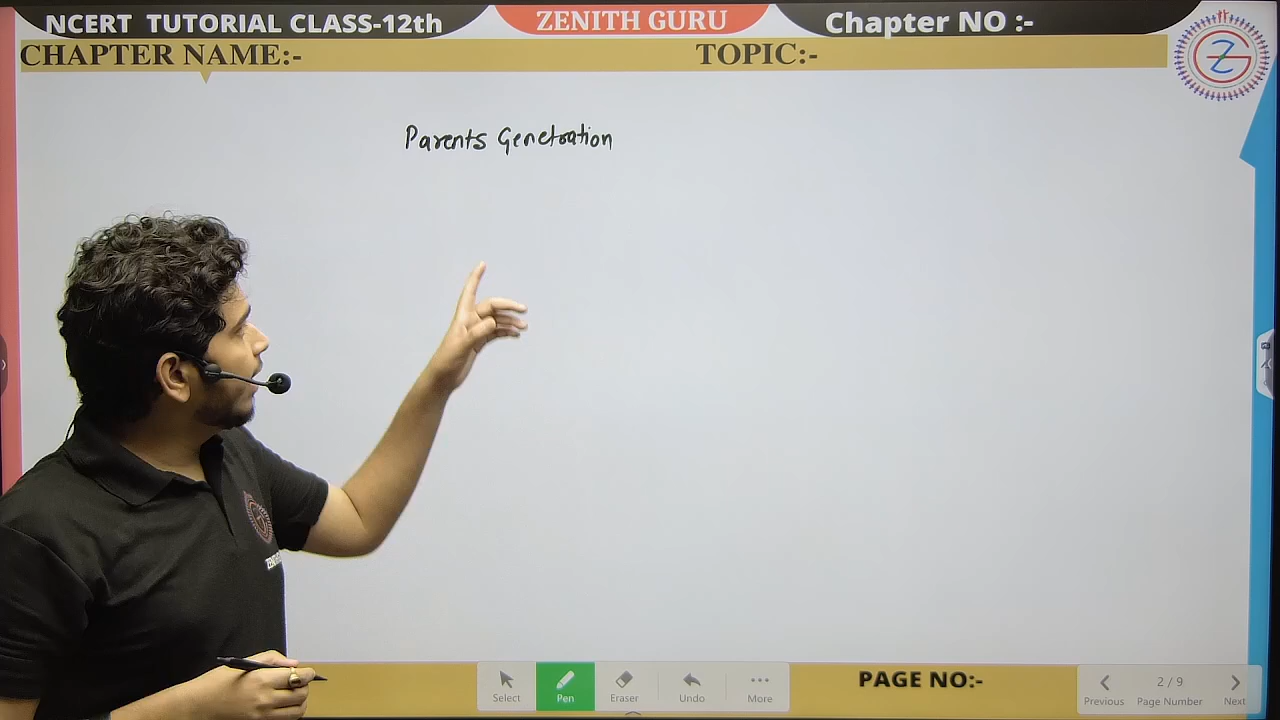 NCERT TUTORIAL CLASS-12th
ZENITH GURU
Chapter NO :-
CHAPTER NAME:-
TOPIC:-
Parents Genetration
Select
Pen
Eraser
Undo
More
PAGE NO:-
Previous
2 / 9
Page Number
Next